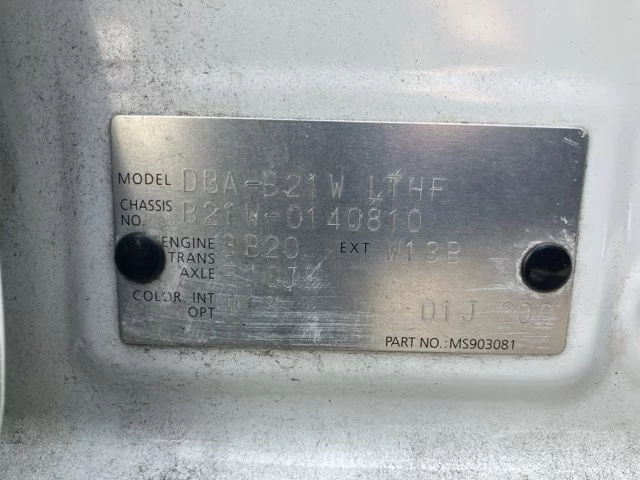 MODEL DBA-B21W LTHF
CHASSIS NO. B21W-0140810
ENGINE 3B20 EXT W13B
TRANS AXLE
COLOR. INT
OPT 01J
PART NO.: MS903081